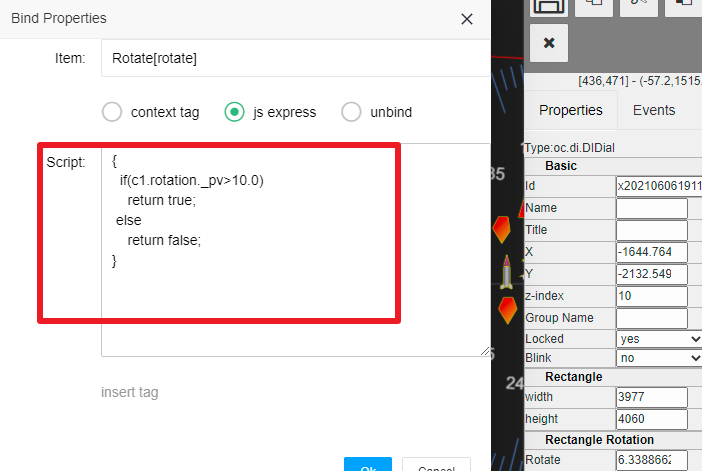 Bind Properties
Item:
Rotate[rotate]
context tag
js express
unbind
Script:
{
if(c1.rotation._pv>10.0)
return true;
else
return false;
}
insert tag
Ok
Cancel
24
[436,471] - (-57.2,1515.
Properties
Events
Type:oc.di.DIDial
Basic
Id
x202106061911
Name
Title
X
-1644.764
Y
-2132.549
z-index
10
Group Name
Locked
yes
Blink
no
Rectangle
width
3977
height
4060
Rectangle Rotation
Rotate
6.3388662